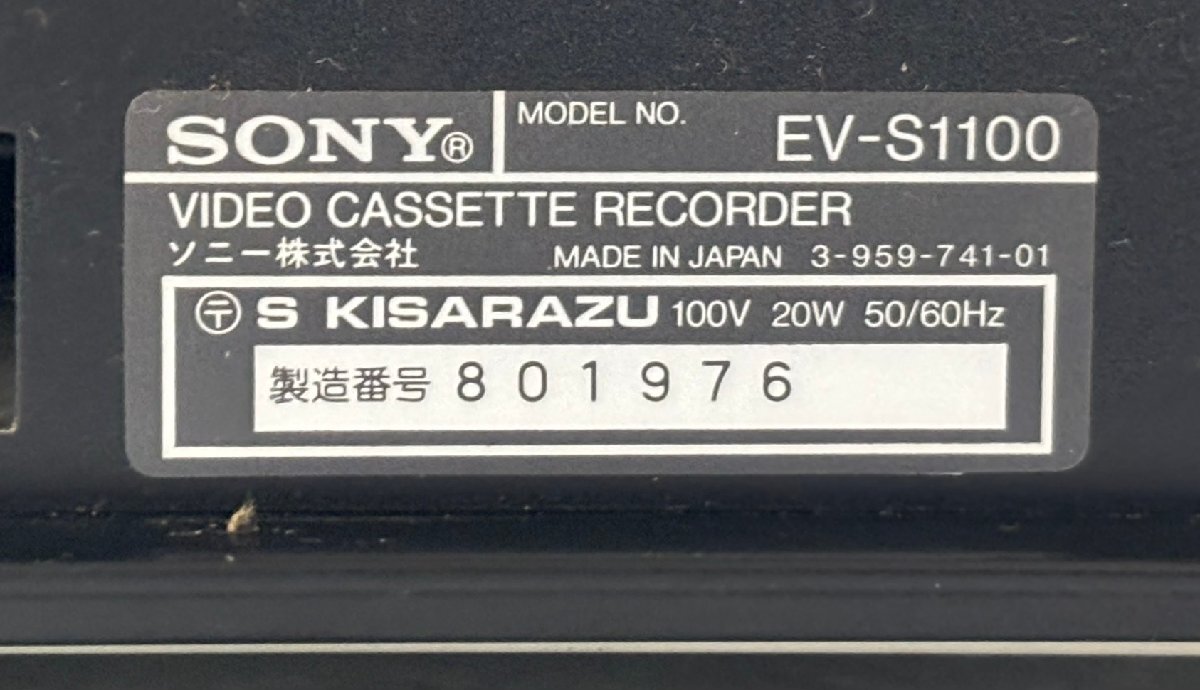 SONY® MODEL NO. EV-S1100
VIDEO CASSETTE RECORDER
ソニー株式会社 MADE IN JAPAN 3-959-741-01
〶 S KISARAZU 100V 20W 50/60Hz
製造番号 801976